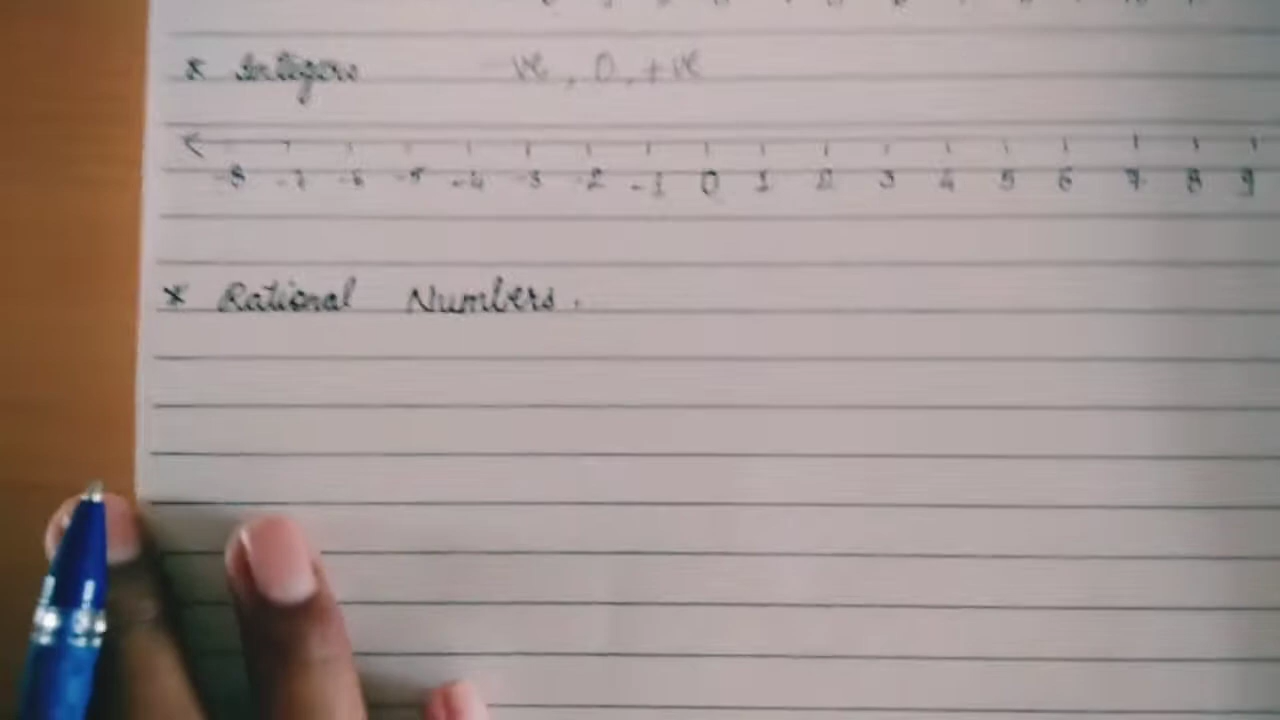 * Integers ve, 0, +ve
-8 -7 -6 -5 -4 -3 -2 -1 0 1 2 3 4 5 6 7 8 9
* Rational Numbers.